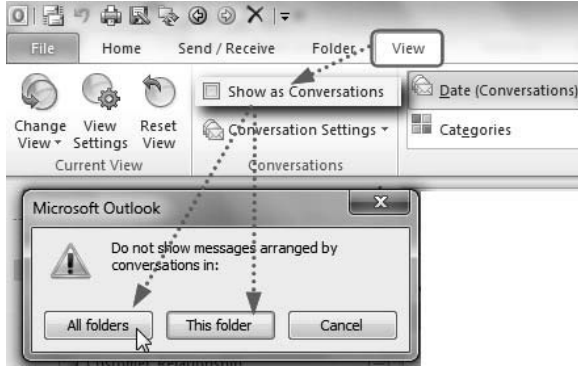 File Home Send / Receive Folder View
Show as Conversations
Date (Conversations)
Change View Reset
View Settings View
Conversation Settings
Categories
Current View
Conversations
Microsoft Outlook
Do not show messages arranged by
conversations in:
All folders This folder Cancel
Customer Relationship